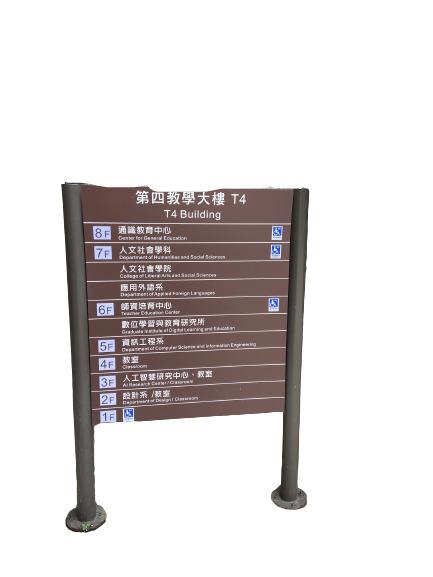 第四教學大樓 T4
T4 Building
8F 通識教育中心
Center for General Education
7F 人文社會學科
Department of Humanities and Social Sciences
人文社會學院
College of Liberal Arts and Social Sciences
應用外語系
Department of Applied Foreign Languages
6F 師資培育中心
Teacher Education Center
數位學習與教育研究所
Graduate Institute of Digital Learning and Education
5F 資訊工程系
Department of Computer Science and Information Engineering
4F 教室
Classroom
3F 人工智慧研究中心、教室
AI Research Center / Classroom
2F 設計系 /教室
Department of Design / Classroom
1F